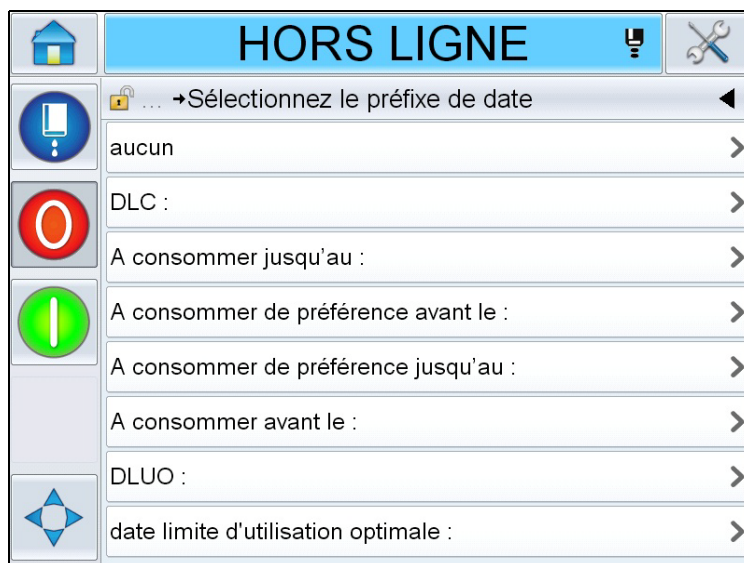 HORS LIGNE
... →Sélectionnez le préfixe de date
aucun
DLC :
A consommer jusqu'au :
A consommer de préférence avant le :
A consommer de préférence jusqu'au :
A consommer avant le :
DLUO :
date limite d'utilisation optimale :